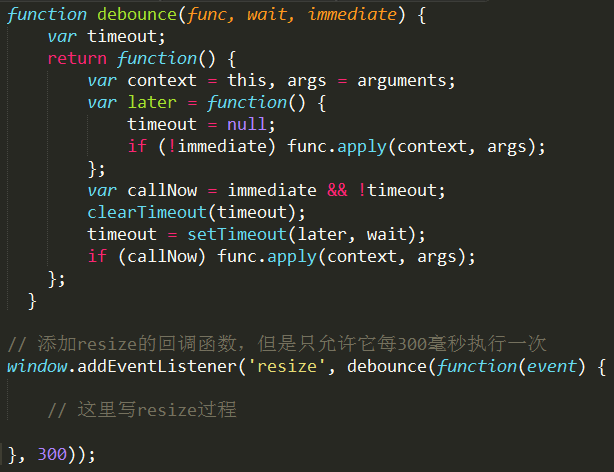 function debounce(func, wait, immediate) {
    var timeout;
    return function() {
        var context = this, args = arguments;
        var later = function() {
            timeout = null;
            if (!immediate) func.apply(context, args);
        };
        var callNow = immediate && !timeout;
        clearTimeout(timeout);
        timeout = setTimeout(later, wait);
        if (callNow) func.apply(context, args);
    };
  }
// 添加resize的回调函数，但是只允许它每300毫秒执行一次
window.addEventListener('resize', debounce(function(event) {
    // 这里写resize过程
}, 300));